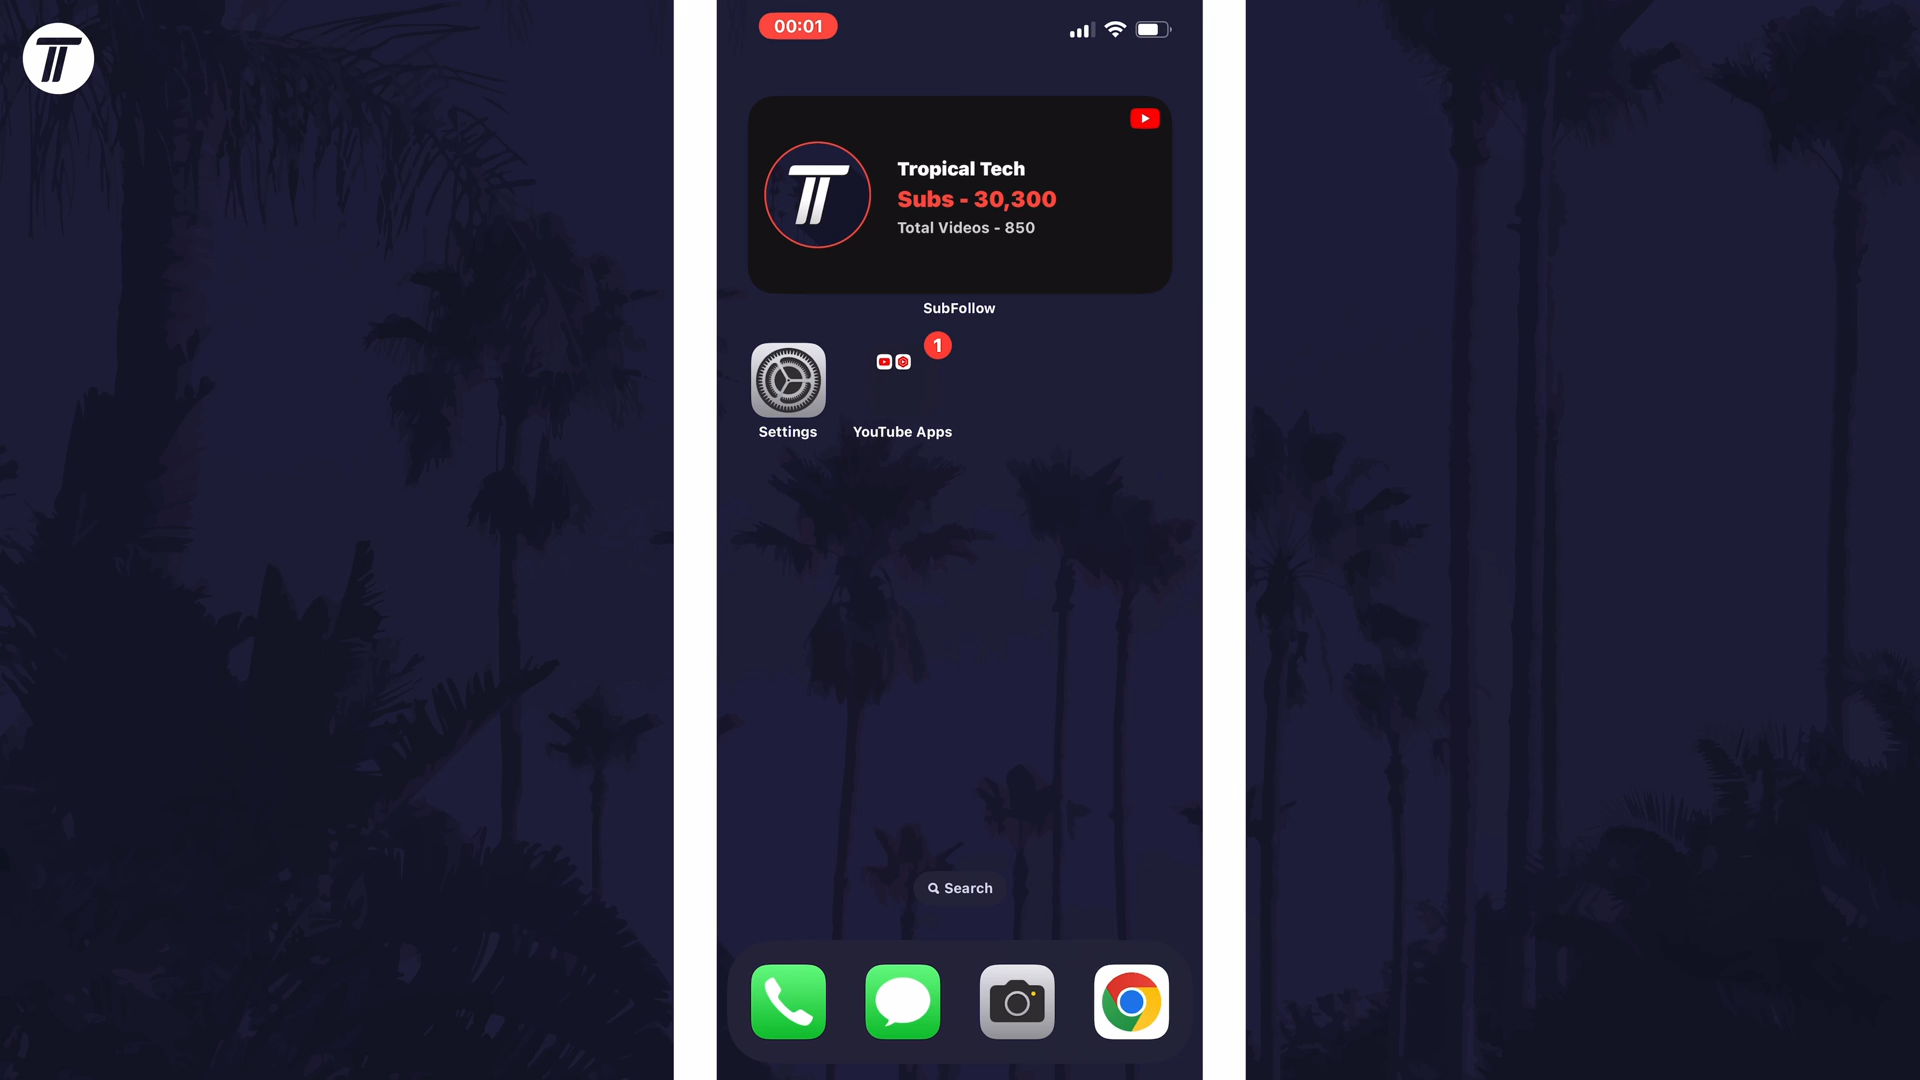 00:01
Tropical Tech
Subs - 30,300
Total Videos - 850
SubFollow
1
Settings
YouTube Apps
Search